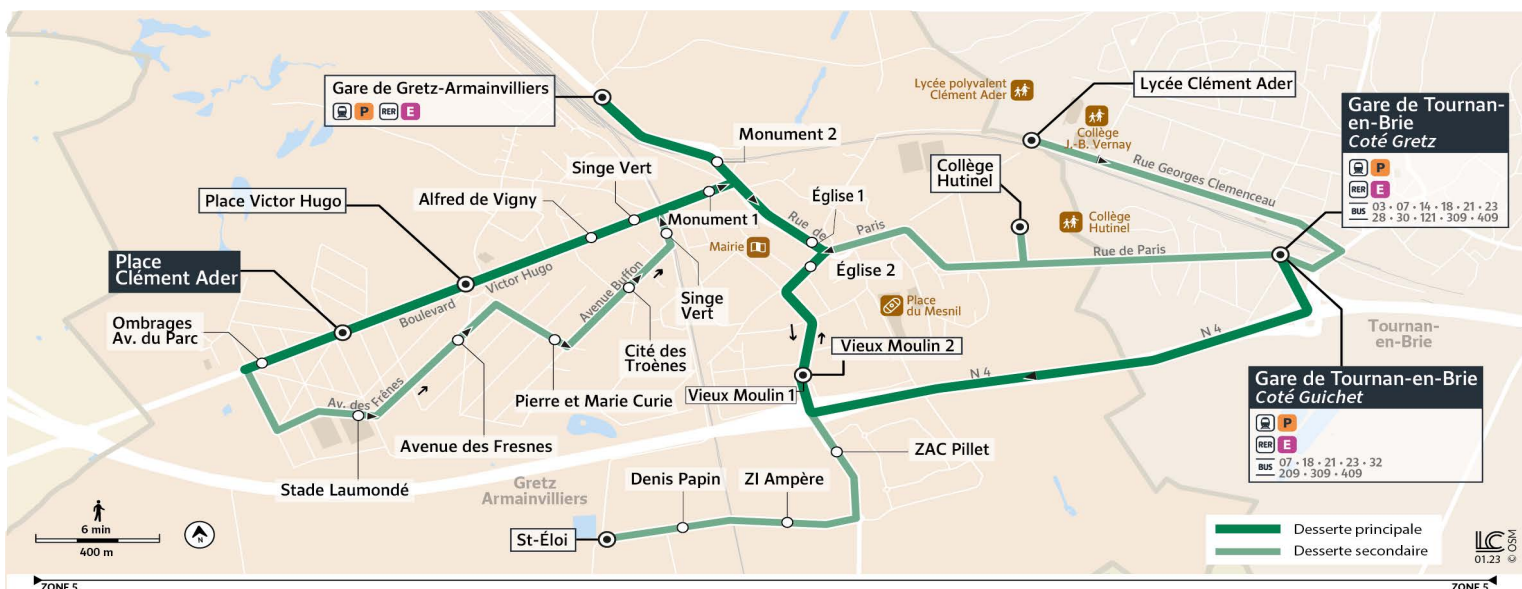 Gare de Gretz-Armainvilliers
P RER E
Monument 2
Singe Vert
Alfred de Vigny
Place Victor Hugo
Monument 1
Place
Clément Ader
Boulevard Victor Hugo
Ombrages
Av. du Parc
Av. des Frênes
Stade Laumondé
Avenue des Fresnes
Pierre et Marie Curie
Avenue Buffon
Cité des
Troènes
Singe
Vert
Mairie
Église 1
Rue de Paris
Église 2
Place
du Mesnil
Vieux Moulin 2
Vieux Moulin 1
ZAC Pillet
ZI Ampère
Denis Papin
St-Éloi
Gretz
Armainvilliers
Lycée polyvalent
Clément Ader
Lycée Clément Ader
Collège
J.-B. Vernay
Rue Georges Clemenceau
Collège
Hutinel
Collège
Hutinel
Rue de Paris
N 4
N 4
Tournan-
en-Brie
Gare de Tournan-
en-Brie
Coté Gretz
P
RER E
BUS 03 • 07 • 14 • 18 • 21 • 23
28 • 30 • 121 • 309 • 409
Gare de Tournan-en-Brie
Coté Guichet
P
RER E
BUS 07 • 18 • 21 • 23 • 32
209 • 309 • 409
6 min
400 m
N
Desserte principale
Desserte secondaire
LC
01.23
© OSM
ZONE 5
ZONE 5